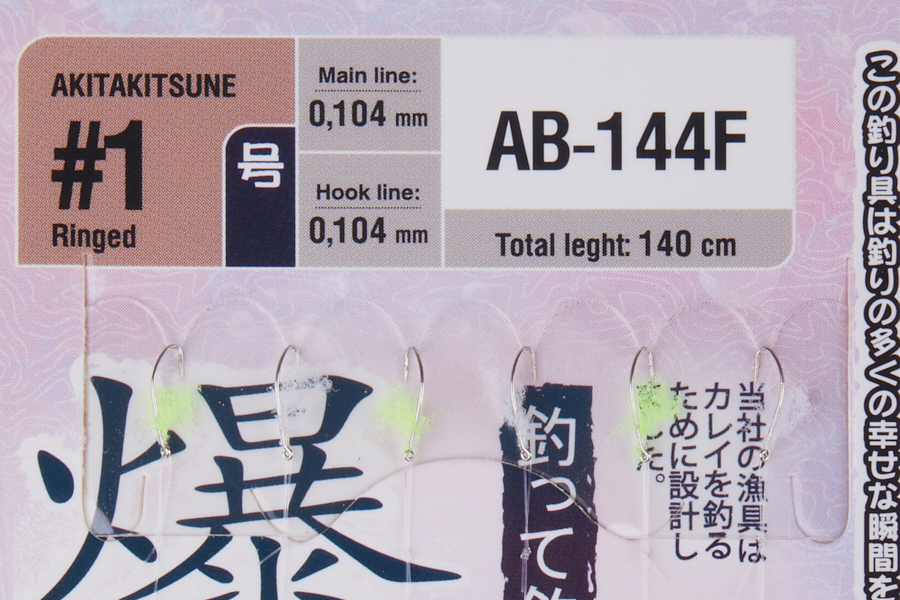 AKITAKITSUNE
#1
号
Ringed
Main line:
0,104 mm
Hook line:
0,104 mm
AB-144F
Total leght: 140 cm
この釣り具は釣りの多くの幸せな瞬間を
当社の漁具は
カレイを釣る
ために設計し
した。
釣って
爆